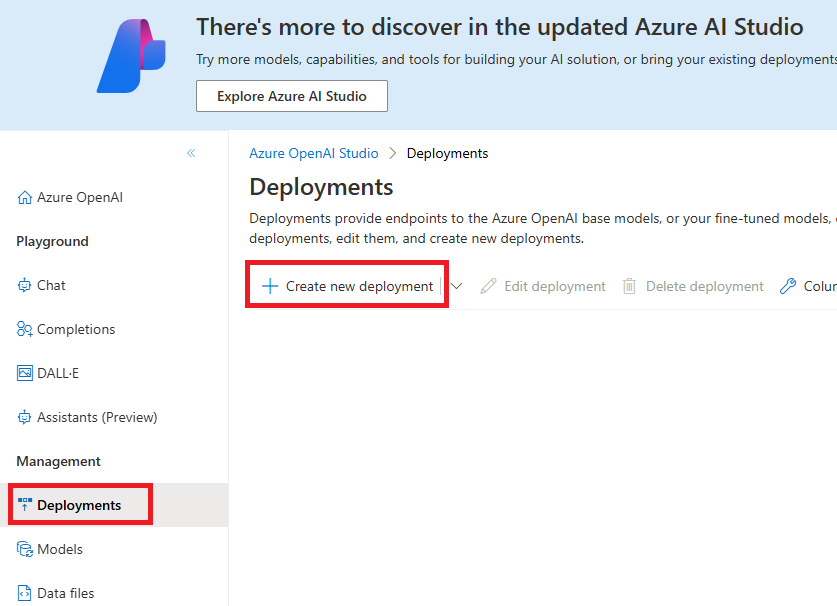 There's more to discover in the updated Azure AI Studio
Try more models, capabilities, and tools for building your AI solution, or bring your existing deployments
Explore Azure AI Studio
Azure OpenAI Studio > Deployments
Deployments
Deployments provide endpoints to the Azure OpenAI base models, or your fine-tuned models,
deployments, edit them, and create new deployments.
Create new deployment Edit deployment Delete deployment
Azure OpenAI
Playground
Chat
Completions
DALL·E
Assistants (Preview)
Management
Deployments
Models
Data files